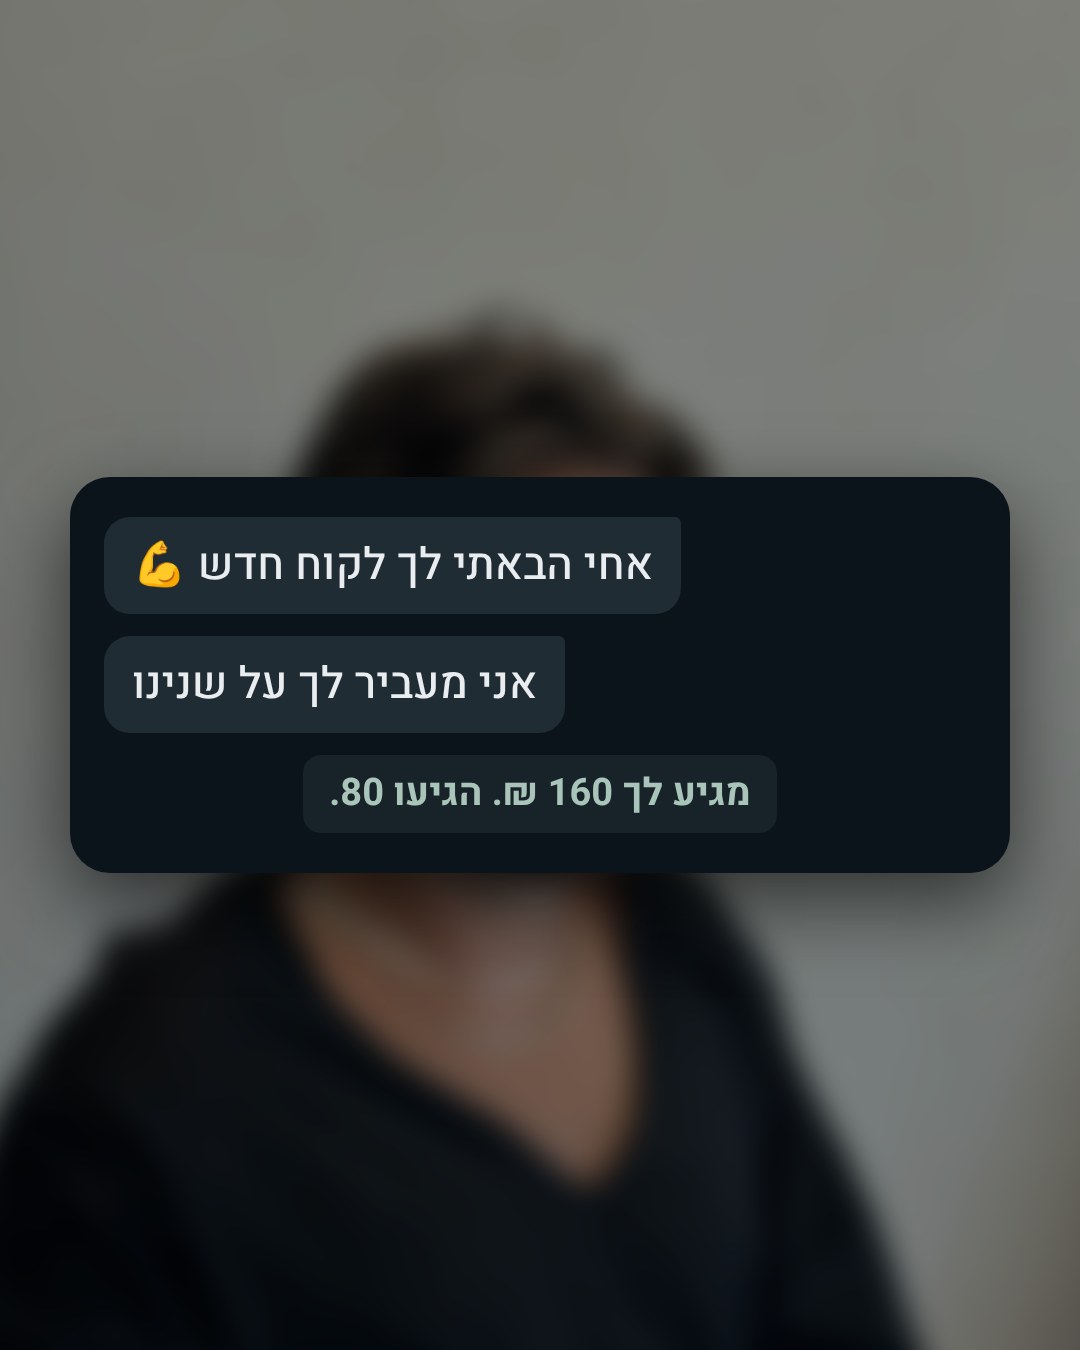 אחי הבאתי לך לקוח חדש 💪
אני מעביר לך על שנינו
מגיע לך 160 ₪. הגיעו 80.